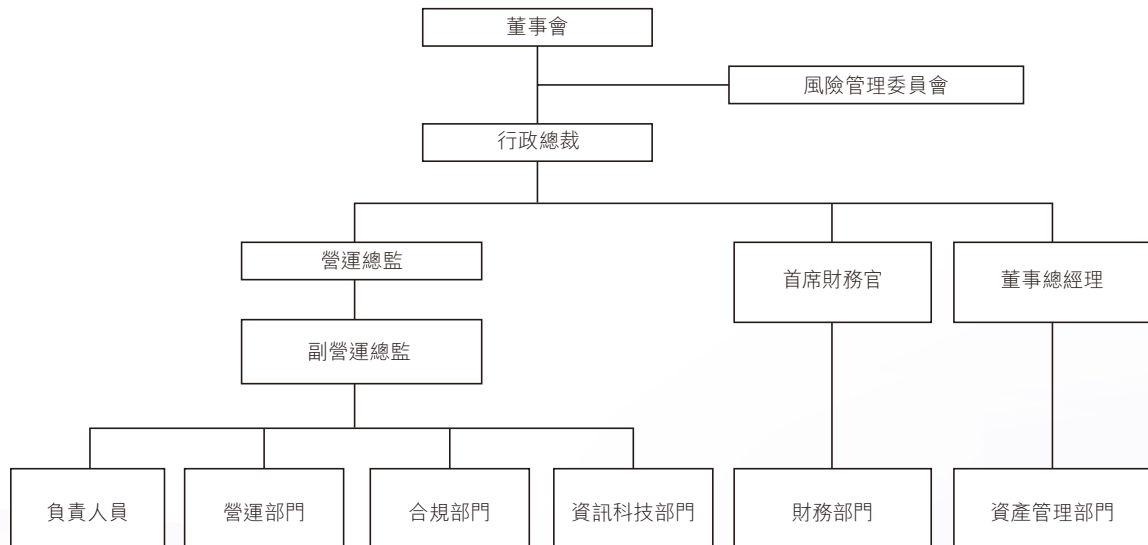 董事會
風險管理委員會
行政總裁
營運總監
首席財務官
董事總經理
副營運總監
負責人員
營運部門
合規部門
資訊科技部門
財務部門
資產管理部門